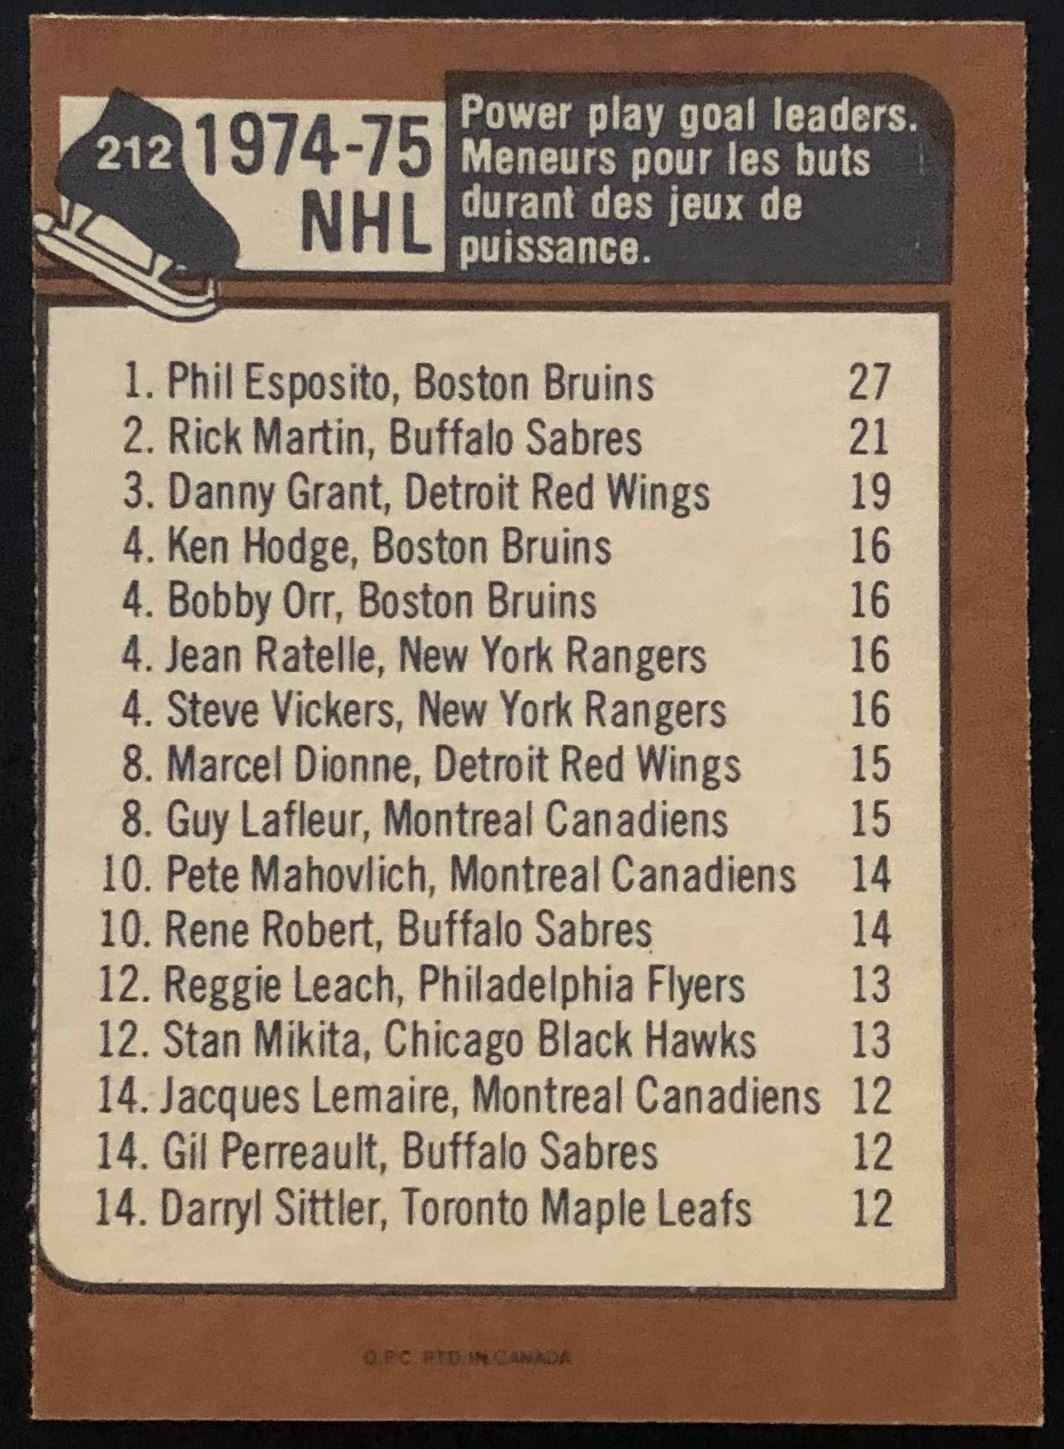 212
1974-75
NHL
Power play goal leaders.
Meneurs pour les buts
durant des jeux de
puissance.
1. Phil Esposito, Boston Bruins 27
2. Rick Martin, Buffalo Sabres 21
3. Danny Grant, Detroit Red Wings 19
4. Ken Hodge, Boston Bruins 16
4. Bobby Orr, Boston Bruins 16
4. Jean Ratelle, New York Rangers 16
4. Steve Vickers, New York Rangers 16
8. Marcel Dionne, Detroit Red Wings 15
8. Guy Lafleur, Montreal Canadiens 15
10. Pete Mahovlich, Montreal Canadiens 14
10. Rene Robert, Buffalo Sabres 14
12. Reggie Leach, Philadelphia Flyers 13
12. Stan Mikita, Chicago Black Hawks 13
14. Jacques Lemaire, Montreal Canadiens 12
14. Gil Perreault, Buffalo Sabres 12
14. Darryl Sittler, Toronto Maple Leafs 12
O.P.C. PTD. IN CANADA